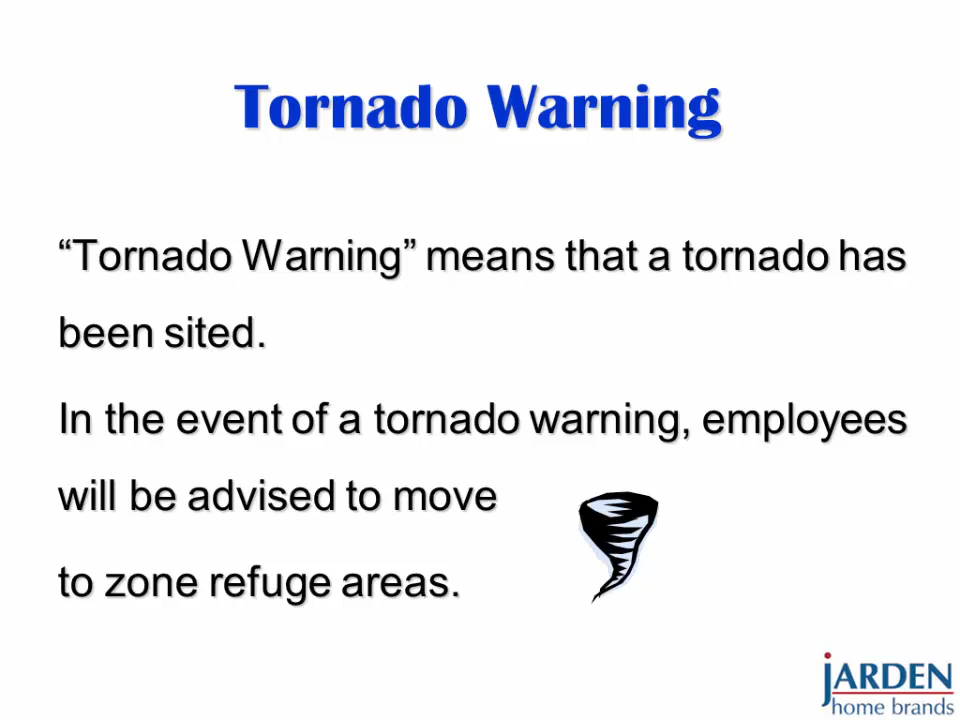 Tornado Warning
“Tornado Warning” means that a tornado has
been sited.
In the event of a tornado warning, employees
will be advised to move
to zone refuge areas.
jARDEN
home brands